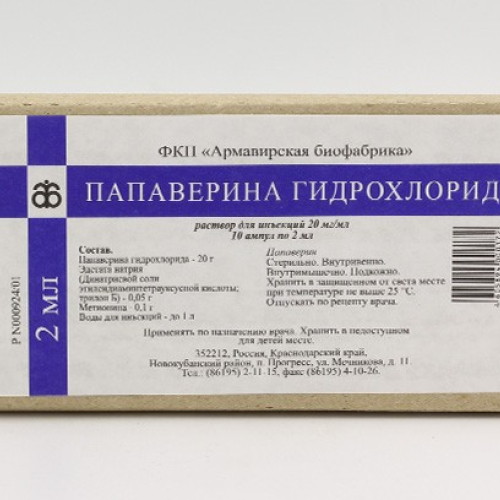 ФКП «Армавирская биофабрика»
ПАПАВЕРИНА ГИДРОХЛОРИД
раствор для инъекций 20 мг/мл
10 ампул по 2 мл
Состав.
Папаверина гидрохлорида - 20 г
Эдетата натрия
(Динатриевой соли
этилендиаминтетрауксусной кислоты;
трилон Б) - 0,05 г
Метионина - 0,1 г
Воды для инъекций - до 1 л
Папаверин
Стерильно. Внутривенно.
Внутримышечно. Подкожно.
Хранить в защищенном от света месте
при температуре не выше 25 °С.
Отпускать по рецепту врача.
Применять по назначению врача. Хранить в недоступном
для детей месте.
352212, Россия, Краснодарский край,
Новокубанский район, п. Прогресс, ул. Мечникова, д. 11.
Тел.: (86195) 2-11-15, факс (86195) 4-10-26.
2 мл
Р N000924/01